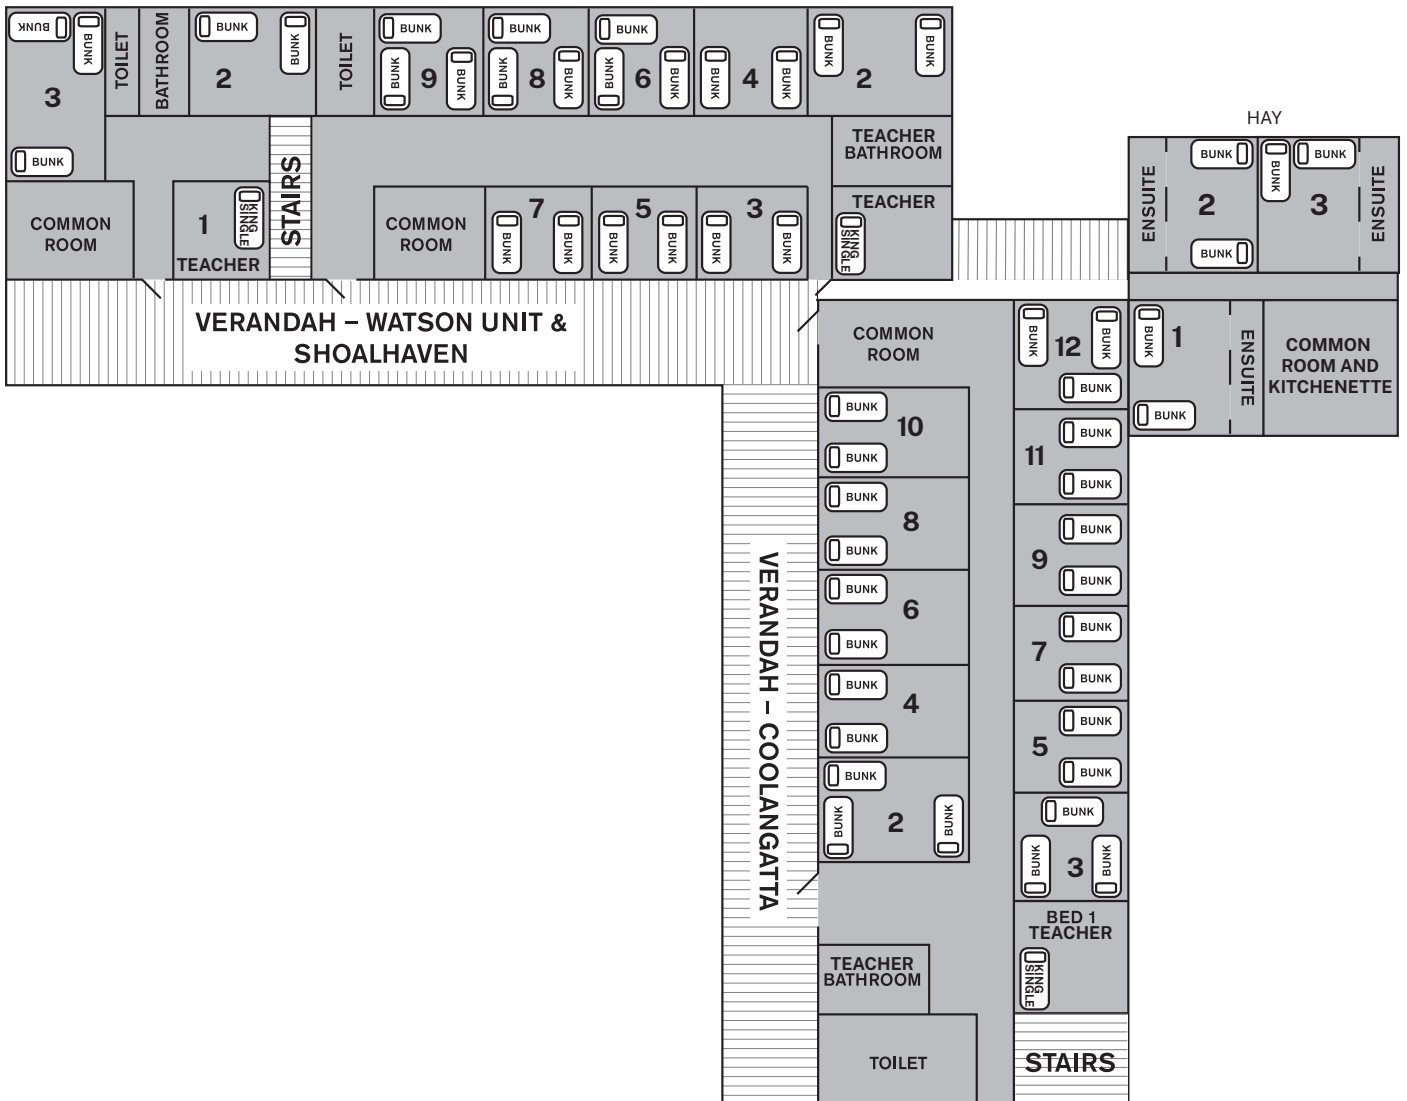 BUNK
BUNK
3
BUNK
TOILET
BATHROOM
BUNK
2
BUNK
TOILET
BUNK
BUNK
9
BUNK
BUNK
BUNK
8
BUNK
BUNK
BUNK
6
BUNK
BUNK
4
BUNK
BUNK
2
BUNK
COMMON
ROOM
1
KING
SINGLE
TEACHER
STAIRS
COMMON
ROOM
7
BUNK
BUNK
5
BUNK
BUNK
3
BUNK
BUNK
TEACHER
BATHROOM
TEACHER
KING
SINGLE
VERANDAH – WATSON UNIT &
SHOALHAVEN
HAY
ENSUITE
BUNK
2
BUNK
BUNK
BUNK
3
ENSUITE
BUNK
1
BUNK
ENSUITE
COMMON
ROOM AND
KITCHENETTE
COMMON
ROOM
BUNK
12
BUNK
BUNK
BUNK
10
BUNK
BUNK
11
BUNK
BUNK
8
BUNK
BUNK
9
BUNK
BUNK
6
BUNK
BUNK
7
BUNK
BUNK
4
BUNK
BUNK
5
BUNK
BUNK
BUNK
2
BUNK
BUNK
BUNK
3
BUNK
VERANDAH – COOLANGATTA
BED 1
TEACHER
KING
SINGLE
TEACHER
BATHROOM
TOILET
STAIRS